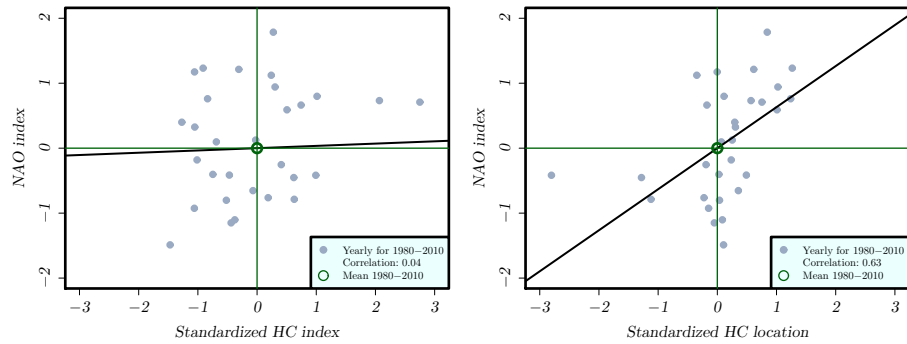 NAO index
2
1
0
−1
−2
−3 −2 −1 0 1 2 3
Standardized HC index
Yearly for 1980−2010
Correlation: 0.04
Mean 1980−2010
NAO index
2
1
0
−1
−2
−3 −2 −1 0 1 2 3
Standardized HC location
Yearly for 1980−2010
Correlation: 0.63
Mean 1980−2010